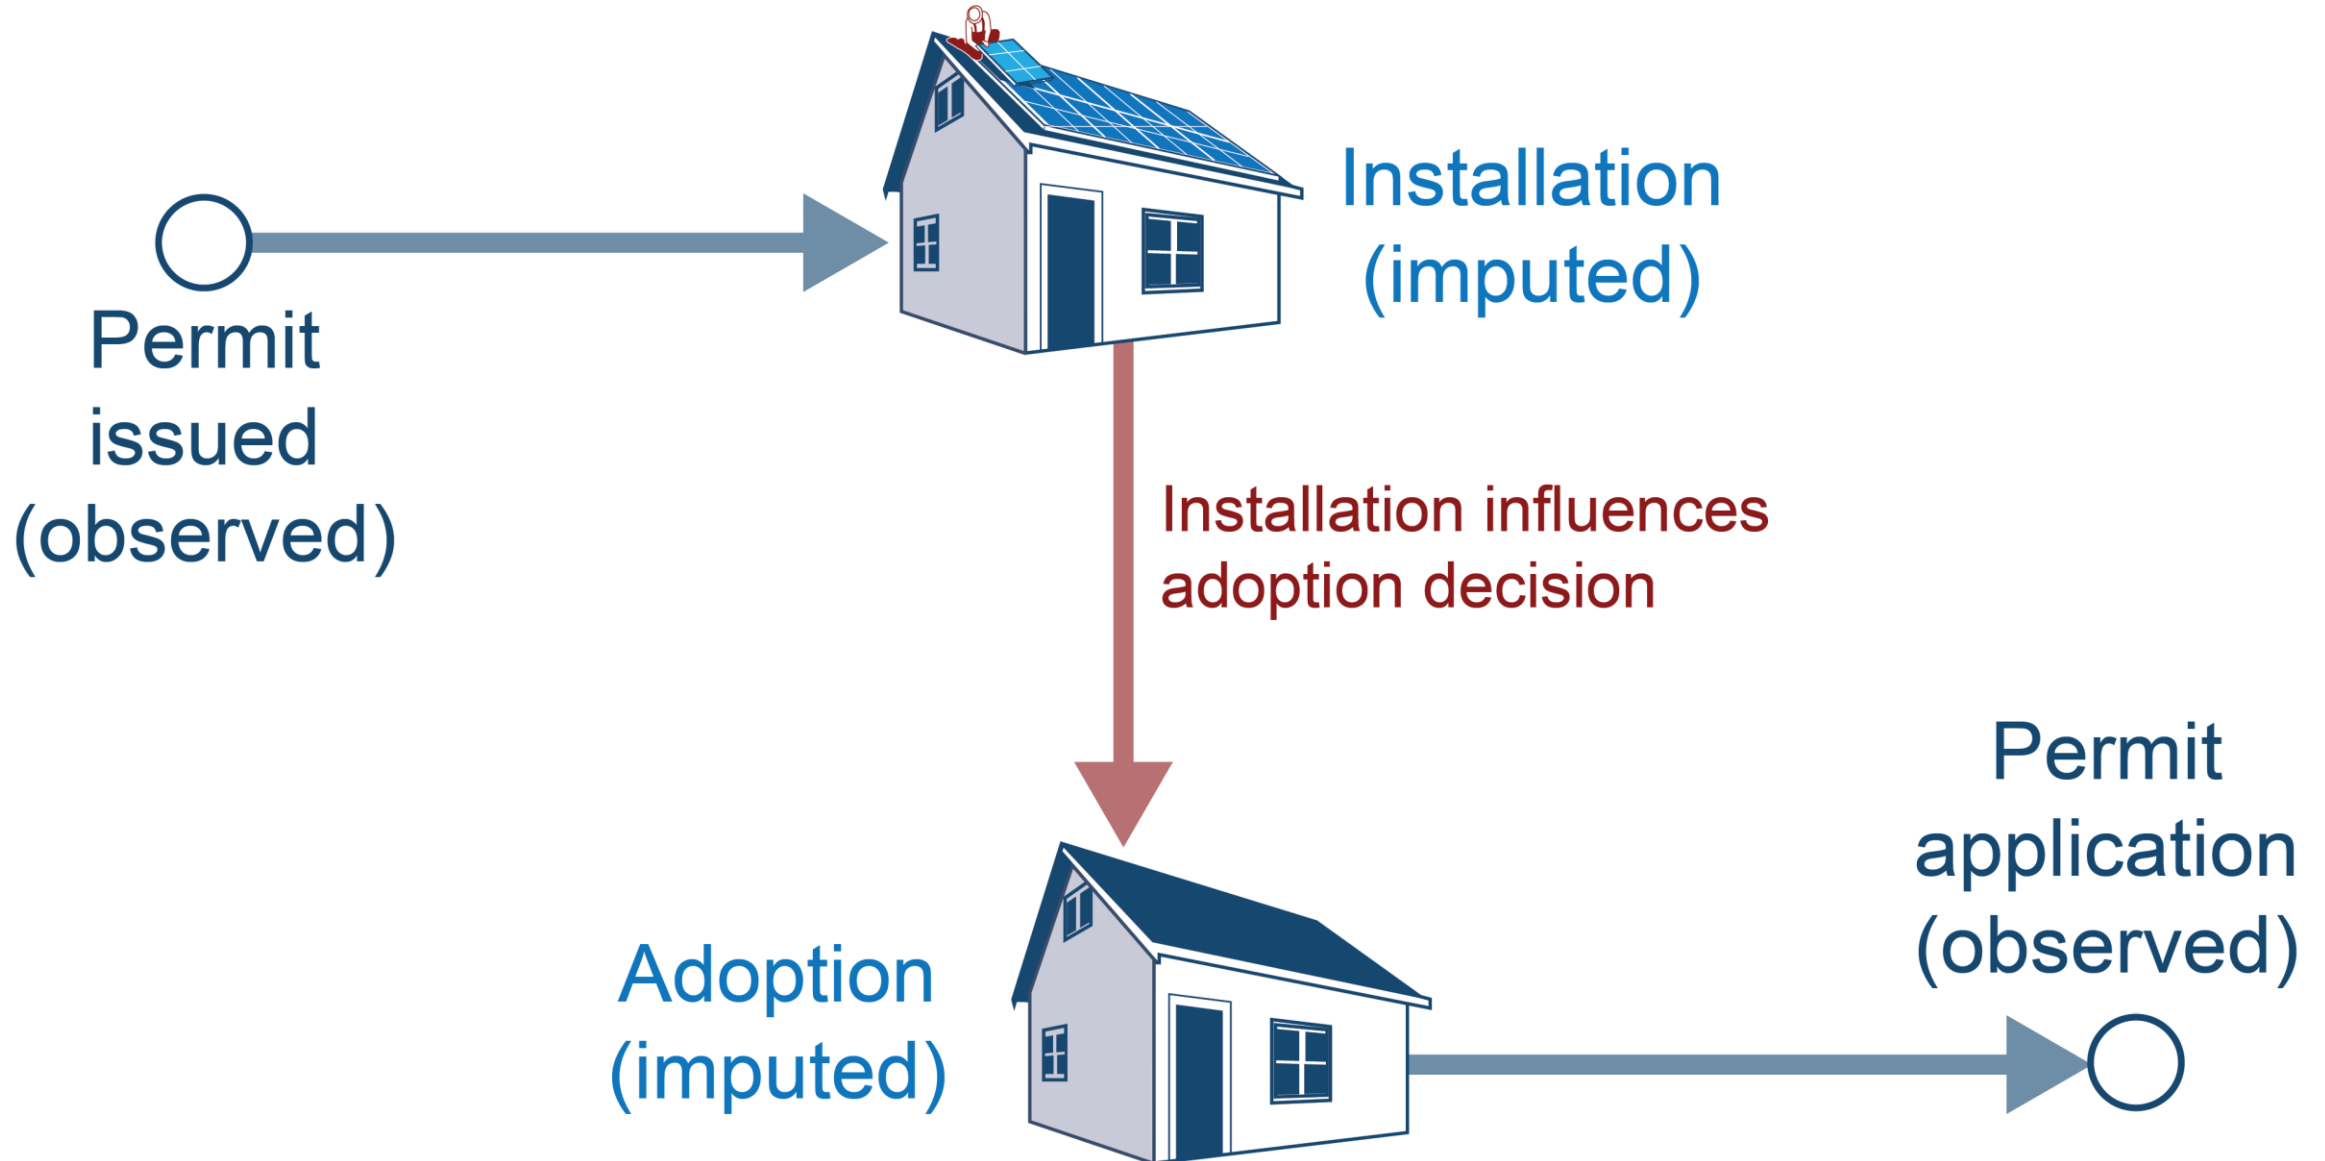 Installation
(imputed)
Permit
issued
(observed)
Installation influences
adoption decision
Permit
application
(observed)
Adoption
(imputed)